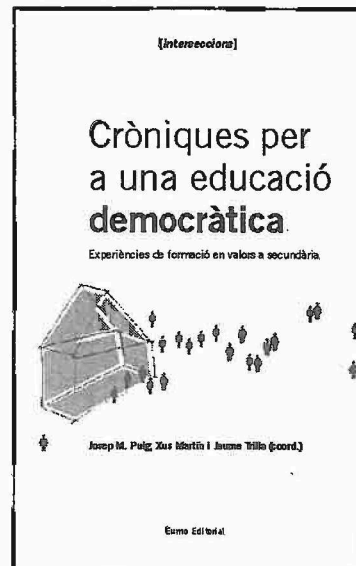 [interseccions]
Cròniques per
a una educació
democràtica.
Experiències de formació en valors a secundària.
Josep M. Puig, Xus Martín i Jaume Trilla (coord.)
Eumo Editorial